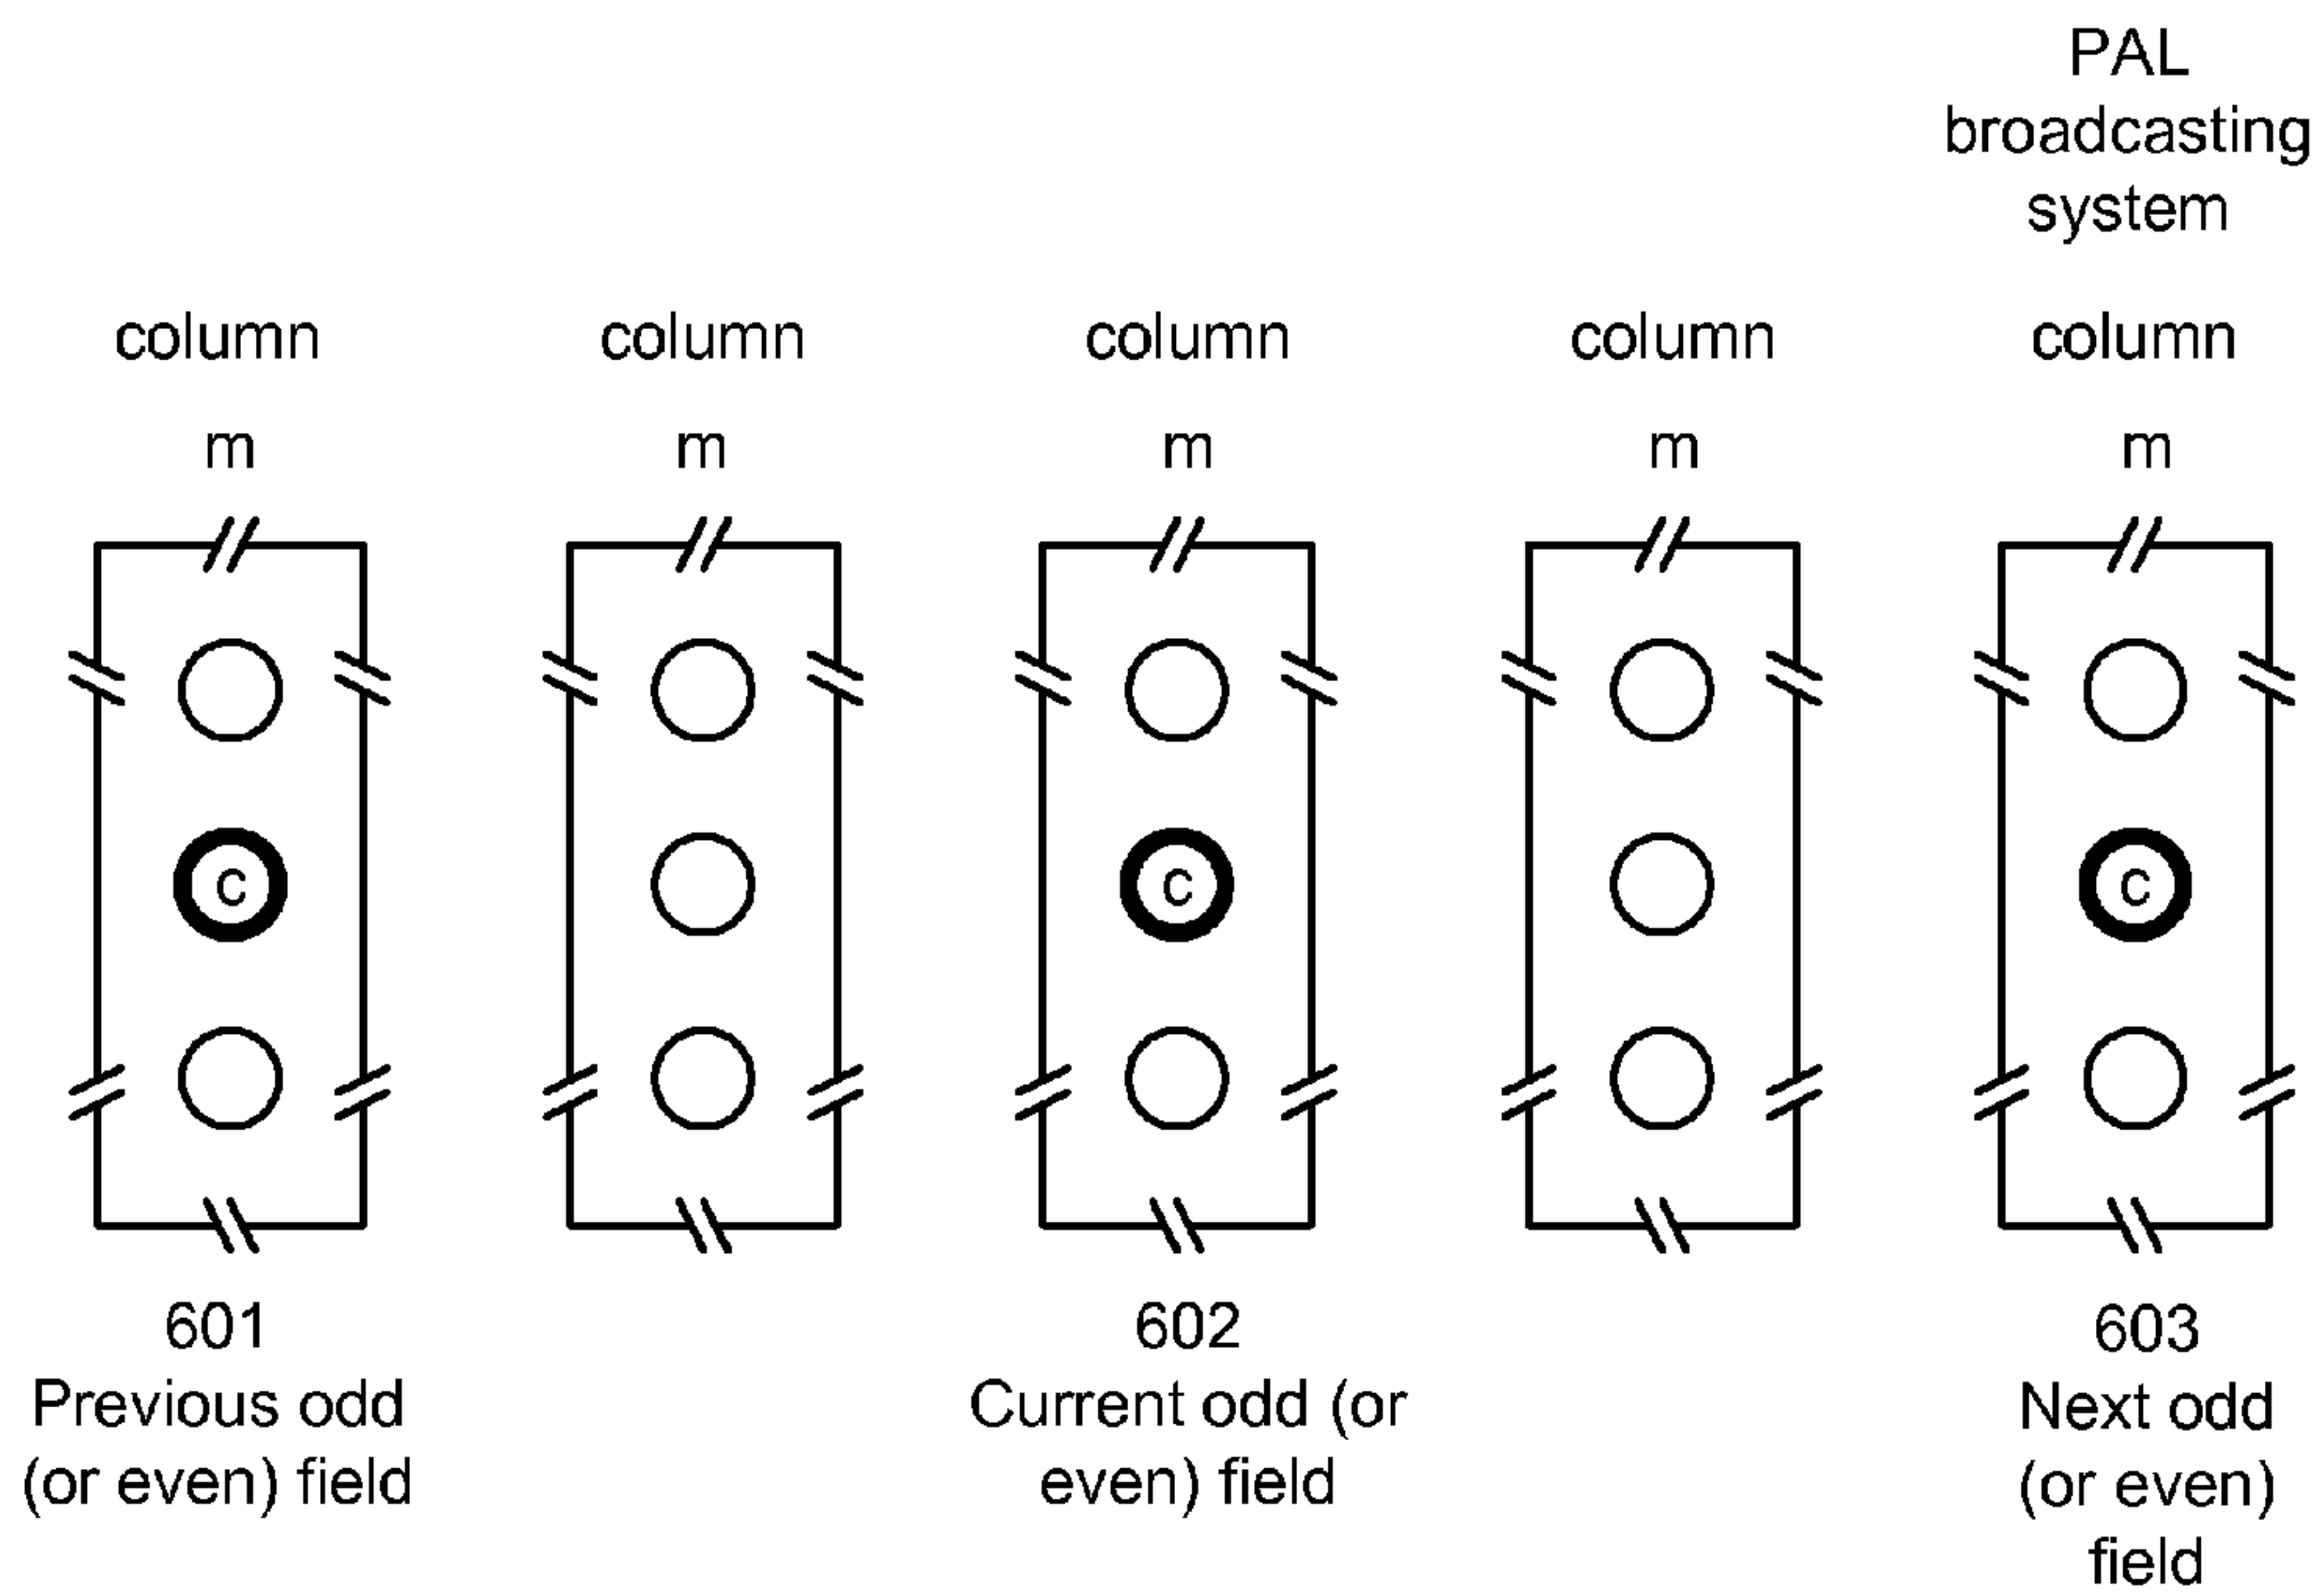 PAL
broadcasting
system
column column column column column
m m m m m
c c c
601
Previous odd
(or even) field
602
Current odd (or
even) field
603
Next odd
(or even)
field